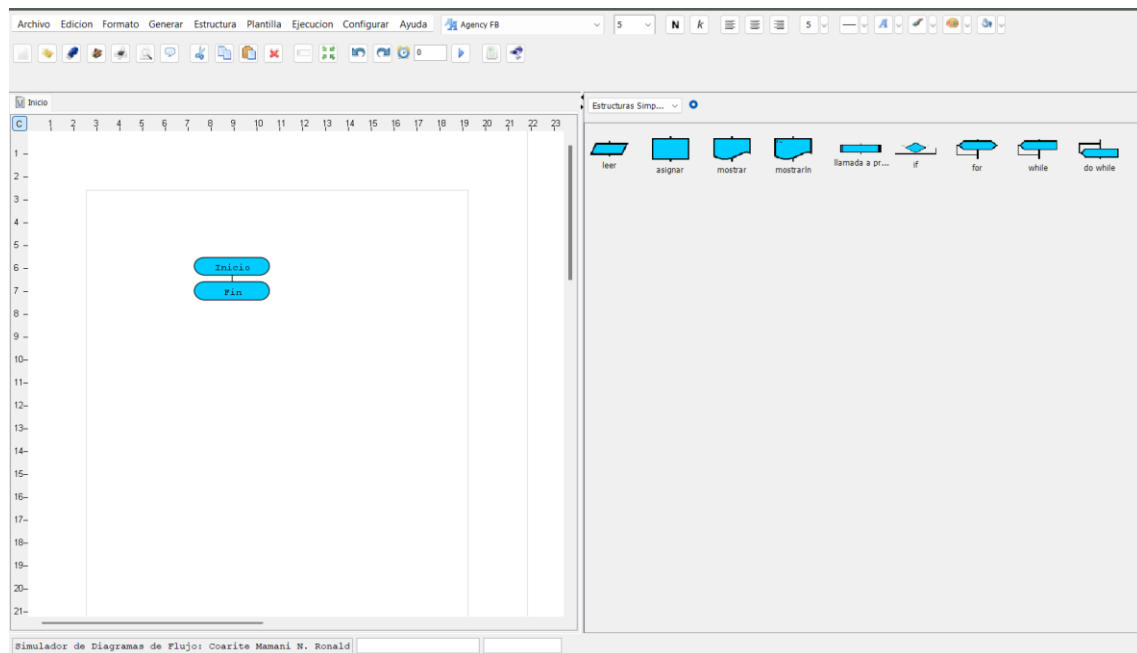 Archivo Edicion Formato Generar Estructura Plantilla Ejecucion Configurar Ayuda Agency FB 5 N k 5 A
0
Inicio
Estructuras Simp...
C 1 2 3 4 5 6 7 8 9 10 11 12 13 14 15 16 17 18 19 20 21 22 23
leer asignar mostrar mostrarln llamada a pr... if for while do while
1
2
3
4
5
6
7
8
9
10
11
12
13
14
15
16
17
18
19
20
21
Inicio
Fin
Simulador de Diagramas de Flujo: Coarite Mamani N. Ronald